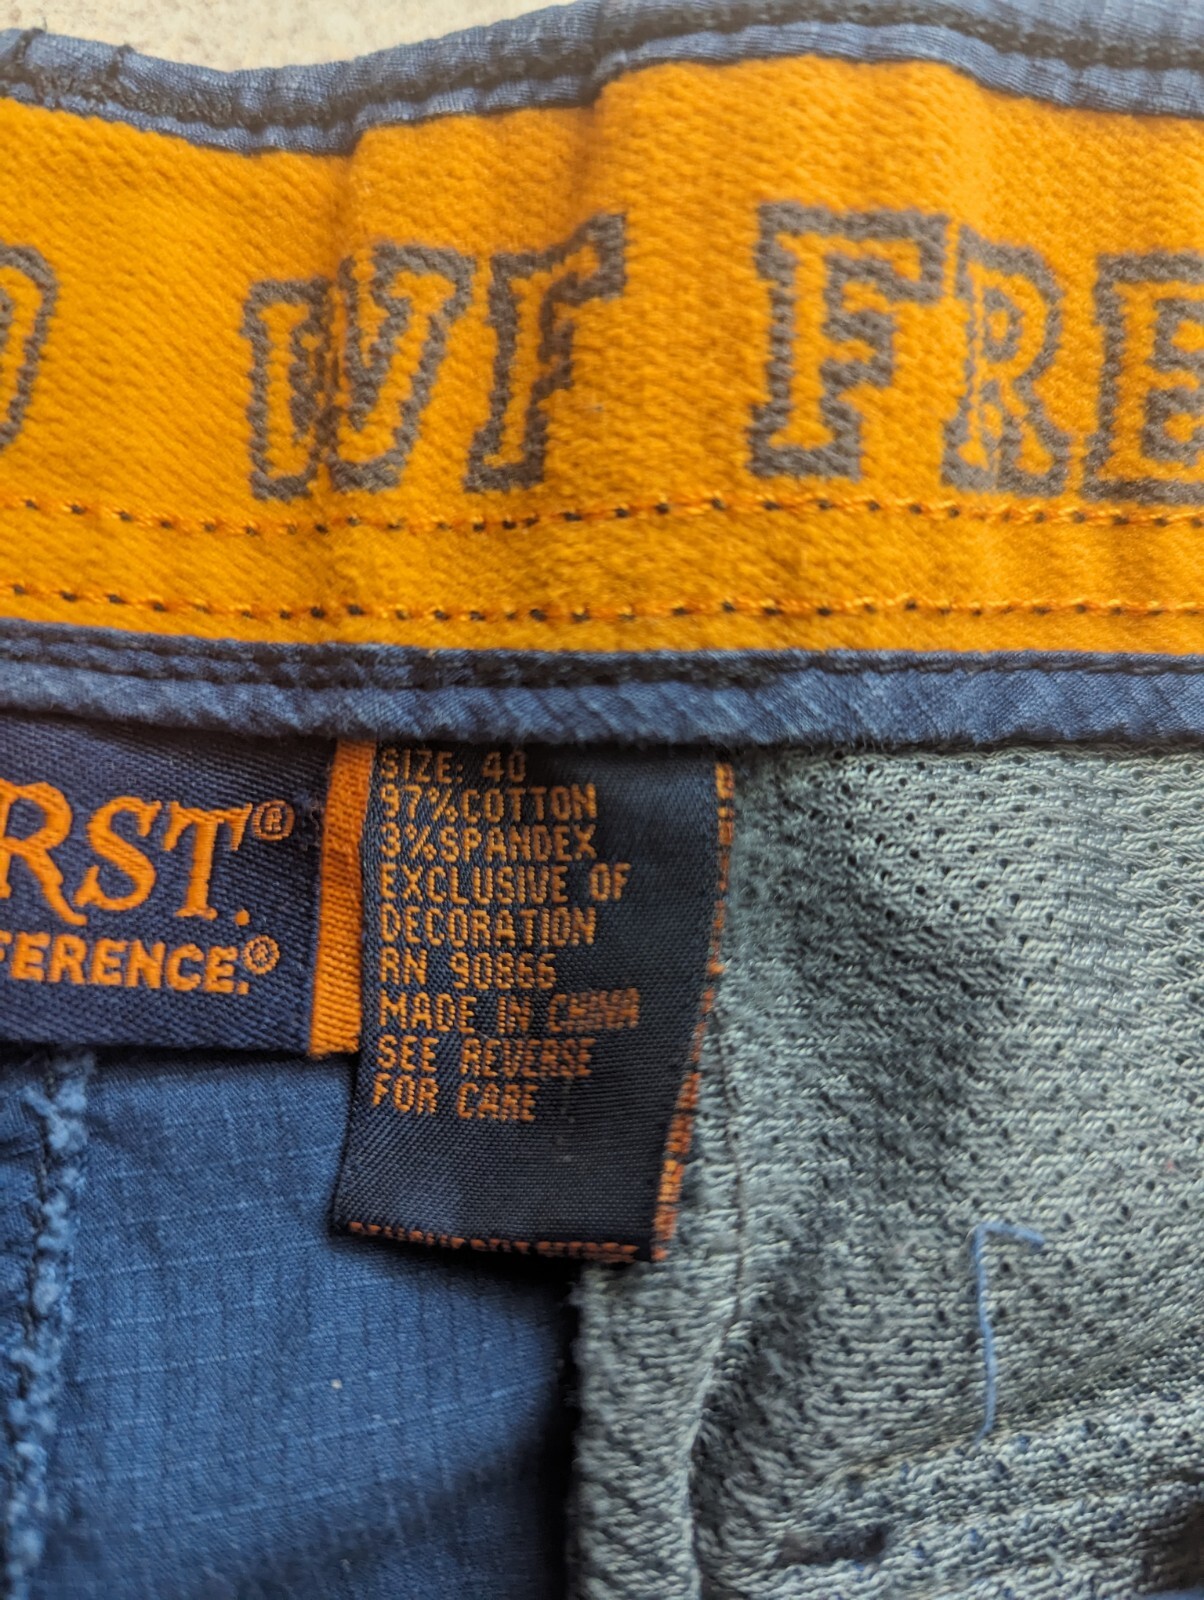 WF FRE
RST.®
FERENCE.®
SIZE: 40
97%COTTON
3%SPANDEX
EXCLUSIVE OF
DECORATION
RN 90866
MADE IN CHINA
SEE REVERSE
FOR CARE